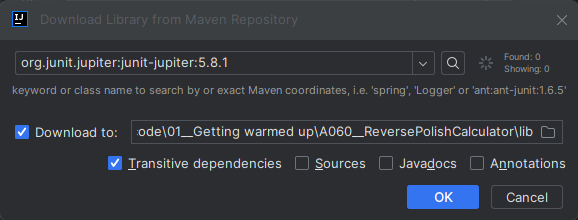 Download Library from Maven Repository
org.junit.jupiter:junit-jupiter:5.8.1
Found: 0
Showing: 0
keyword or class name to search by or exact Maven coordinates, i.e. 'spring', 'Logger' or 'ant:ant-junit:1.6.5'
Download to: :ode\01__Getting warmed up\A060__ReversePolishCalculator\lib
Transitive dependencies Sources Javadocs Annotations
OK Cancel